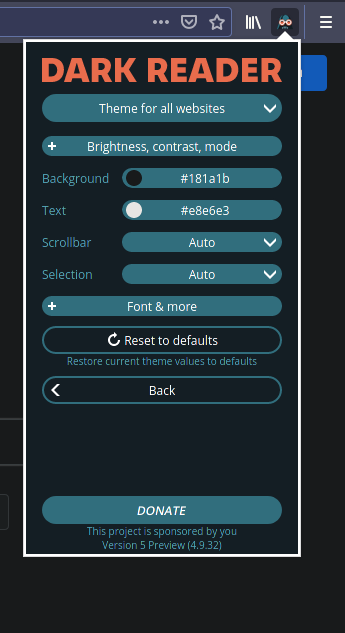 DARK READER
Theme for all websites
Brightness, contrast, mode
Background #181a1b
Text #e8e6e3
Scrollbar Auto
Selection Auto
Font & more
Reset to defaults
Restore current theme values to defaults
Back
DONATE
This project is sponsored by you
Version 5 Preview (4.9.32)